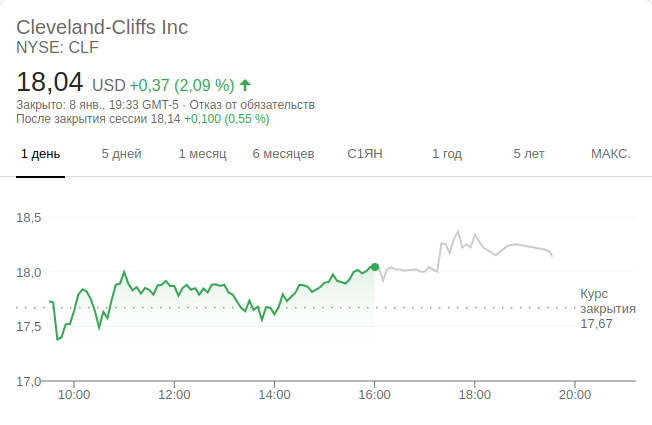 Cleveland-Cliffs Inc
NYSE: CLF
18,04 USD +0,37 (2,09 %)
Закрыто: 8 янв., 19:33 GMT-5 · Отказ от обязательств
После закрытия сессии 18,14 +0,100 (0,55 %)
1 день 5 дней 1 месяц 6 месяцев С1ЯН 1 год 5 лет МАКС.
18,5
18,0
17,5
17,0
Курс
закрытия
17,67
10:00 12:00 14:00 16:00 18:00 20:00